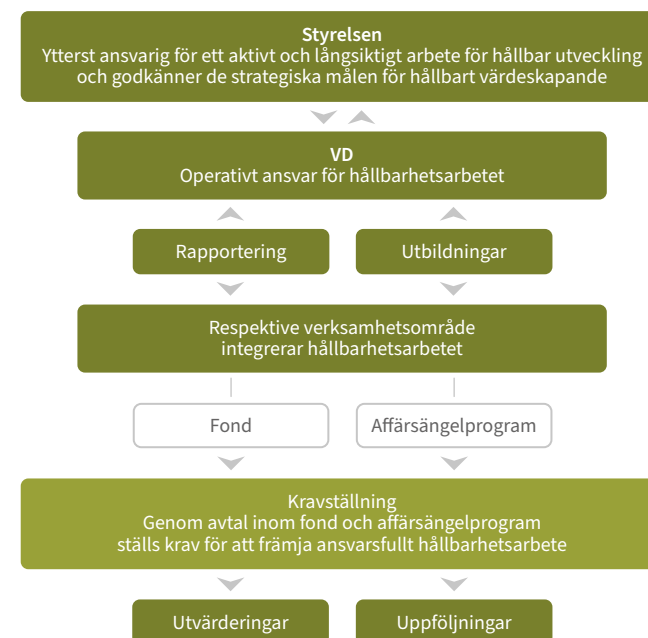 Styrelsen
Ytterst ansvarig för ett aktivt och långsiktigt arbete för hållbar utveckling
och godkänner de strategiska målen för hållbart värdeskapande
VD
Operativt ansvar för hållbarhetsarbetet
Rapportering
Utbildningar
Respektive verksamhetsområde
integrerar hållbarhetsarbetet
Fond
Affärsängelprogram
Kravställning
Genom avtal inom fond och affärsängelprogram
ställs krav för att främja ansvarsfullt hållbarhetsarbete
Utvärderingar
Uppföljningar